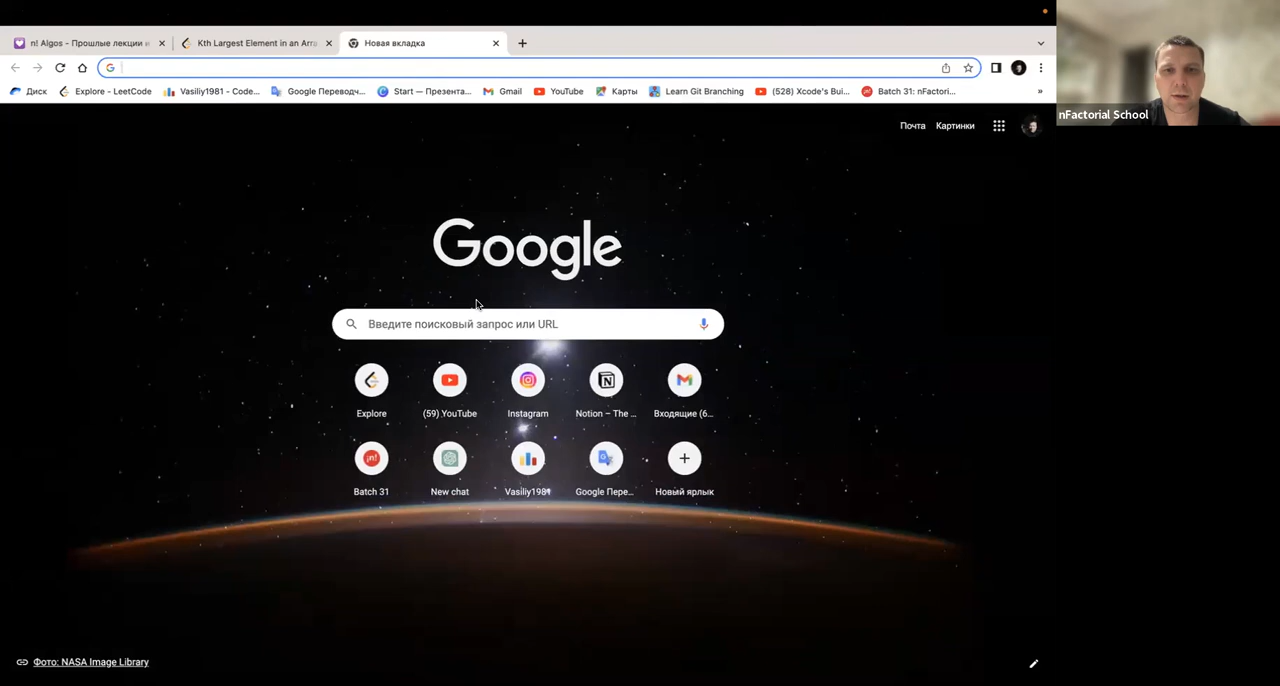 n! Algos - Прошлые лекции и
Kth Largest Element in an Arra
Новая вкладка
Диск
Explore - LeetCode
Vasiliy1981 - Code...
Google Переводч...
Start — Презента...
Gmail
YouTube
Карты
Learn Git Branching
(528) Xcode's Bui...
Batch 31: nFactori...
»
nFactorial School
Почта
Картинки
Google
Введите поисковый запрос или URL
Explore
(59) YouTube
Instagram
Notion – The ...
Входящие (6...
Batch 31
New chat
Vasiliy1981
Google Пере...
Новый ярлык
Фото: NASA Image Library